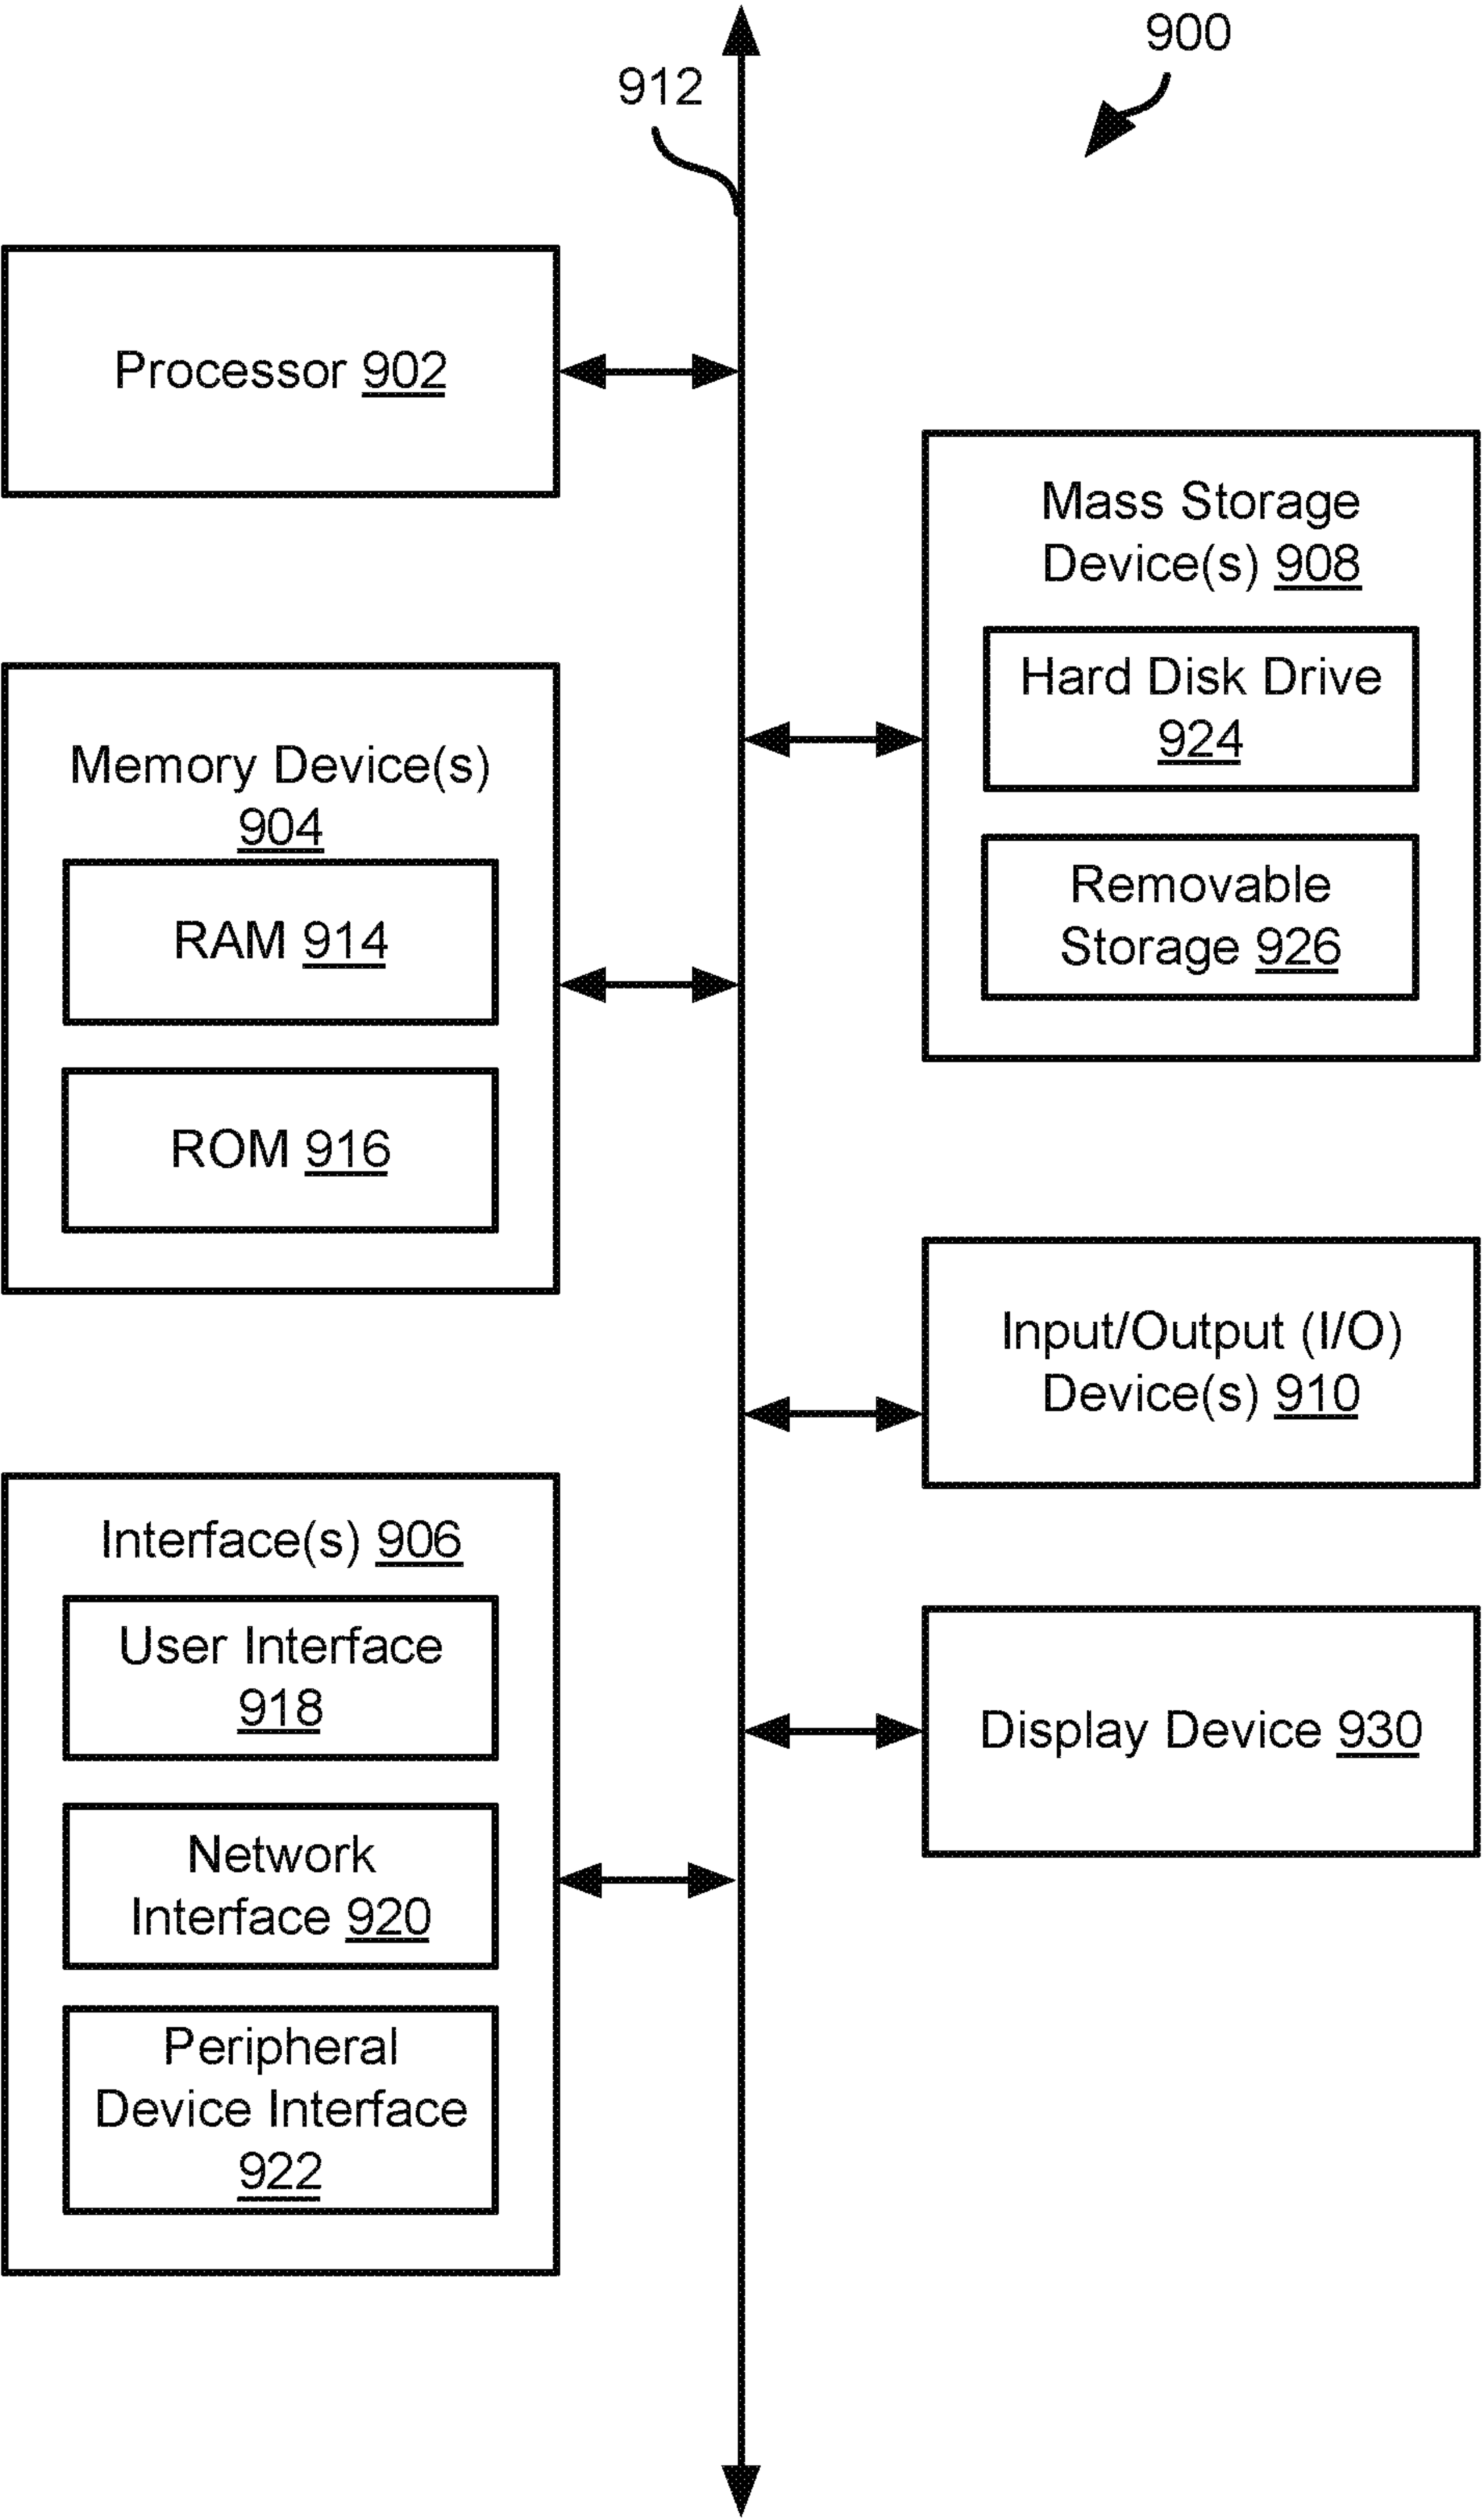 900
912
Processor 902
Mass Storage
Device(s) 908
Hard Disk Drive
924
Removable
Storage 926
Memory Device(s)
904
RAM 914
ROM 916
Input/Output (I/O)
Device(s) 910
Interface(s) 906
User Interface
918
Network
Interface 920
Peripheral
Device Interface
922
Display Device 930